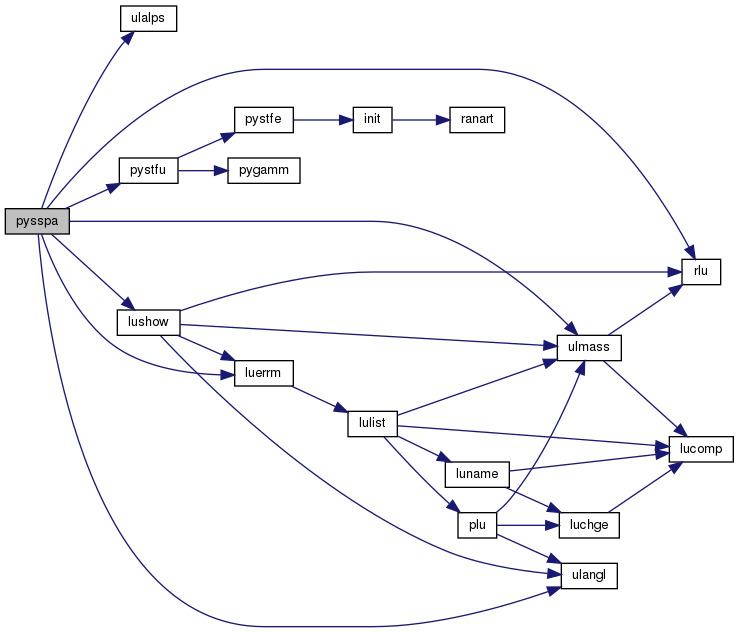 ulalps
pystfe
init
ranart
pystfu
pygamm
pysspa
rlu
lushow
ulmass
luerrm
lulist
lucomp
luname
plu
luchge
ulangl